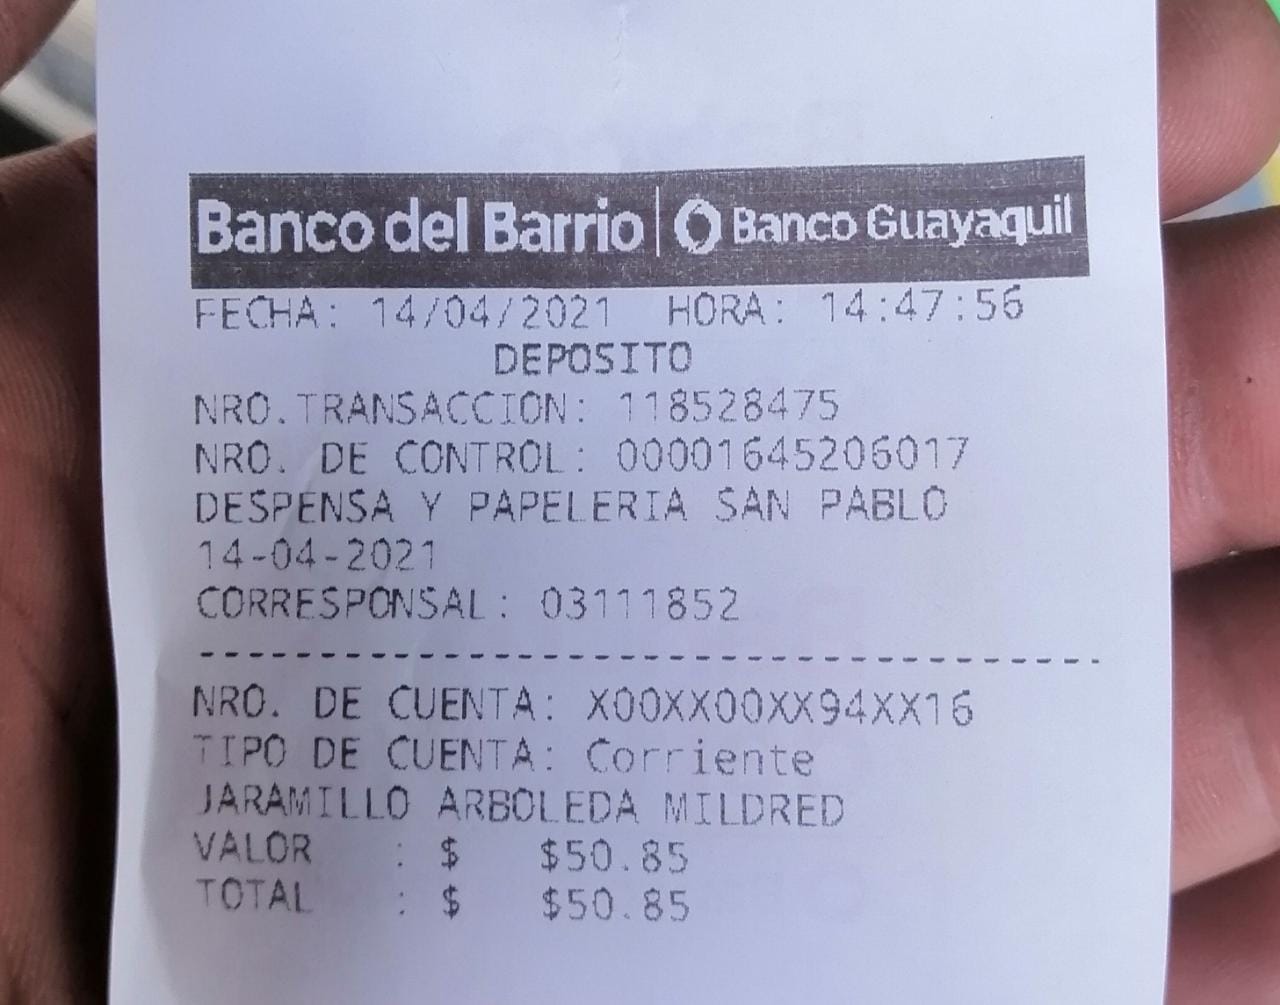 Banco del Barrio | Banco Guayaquil
FECHA: 14/04/2021 HORA: 14:47:56
DEPOSITO
NRO.TRANSACCION: 118528475
NRO. DE CONTROL: 00001645206017
DESPENSA Y PAPELERIA SAN PABLO
14-04-2021
CORRESPONSAL: 03111852
--------------------------------------
NRO. DE CUENTA: X00XX00XX94XX16
TIPO DE CUENTA: Corriente
JARAMILLO ARBOLEDA MILDRED
VALOR : $ $50.85
TOTAL : $ $50.85